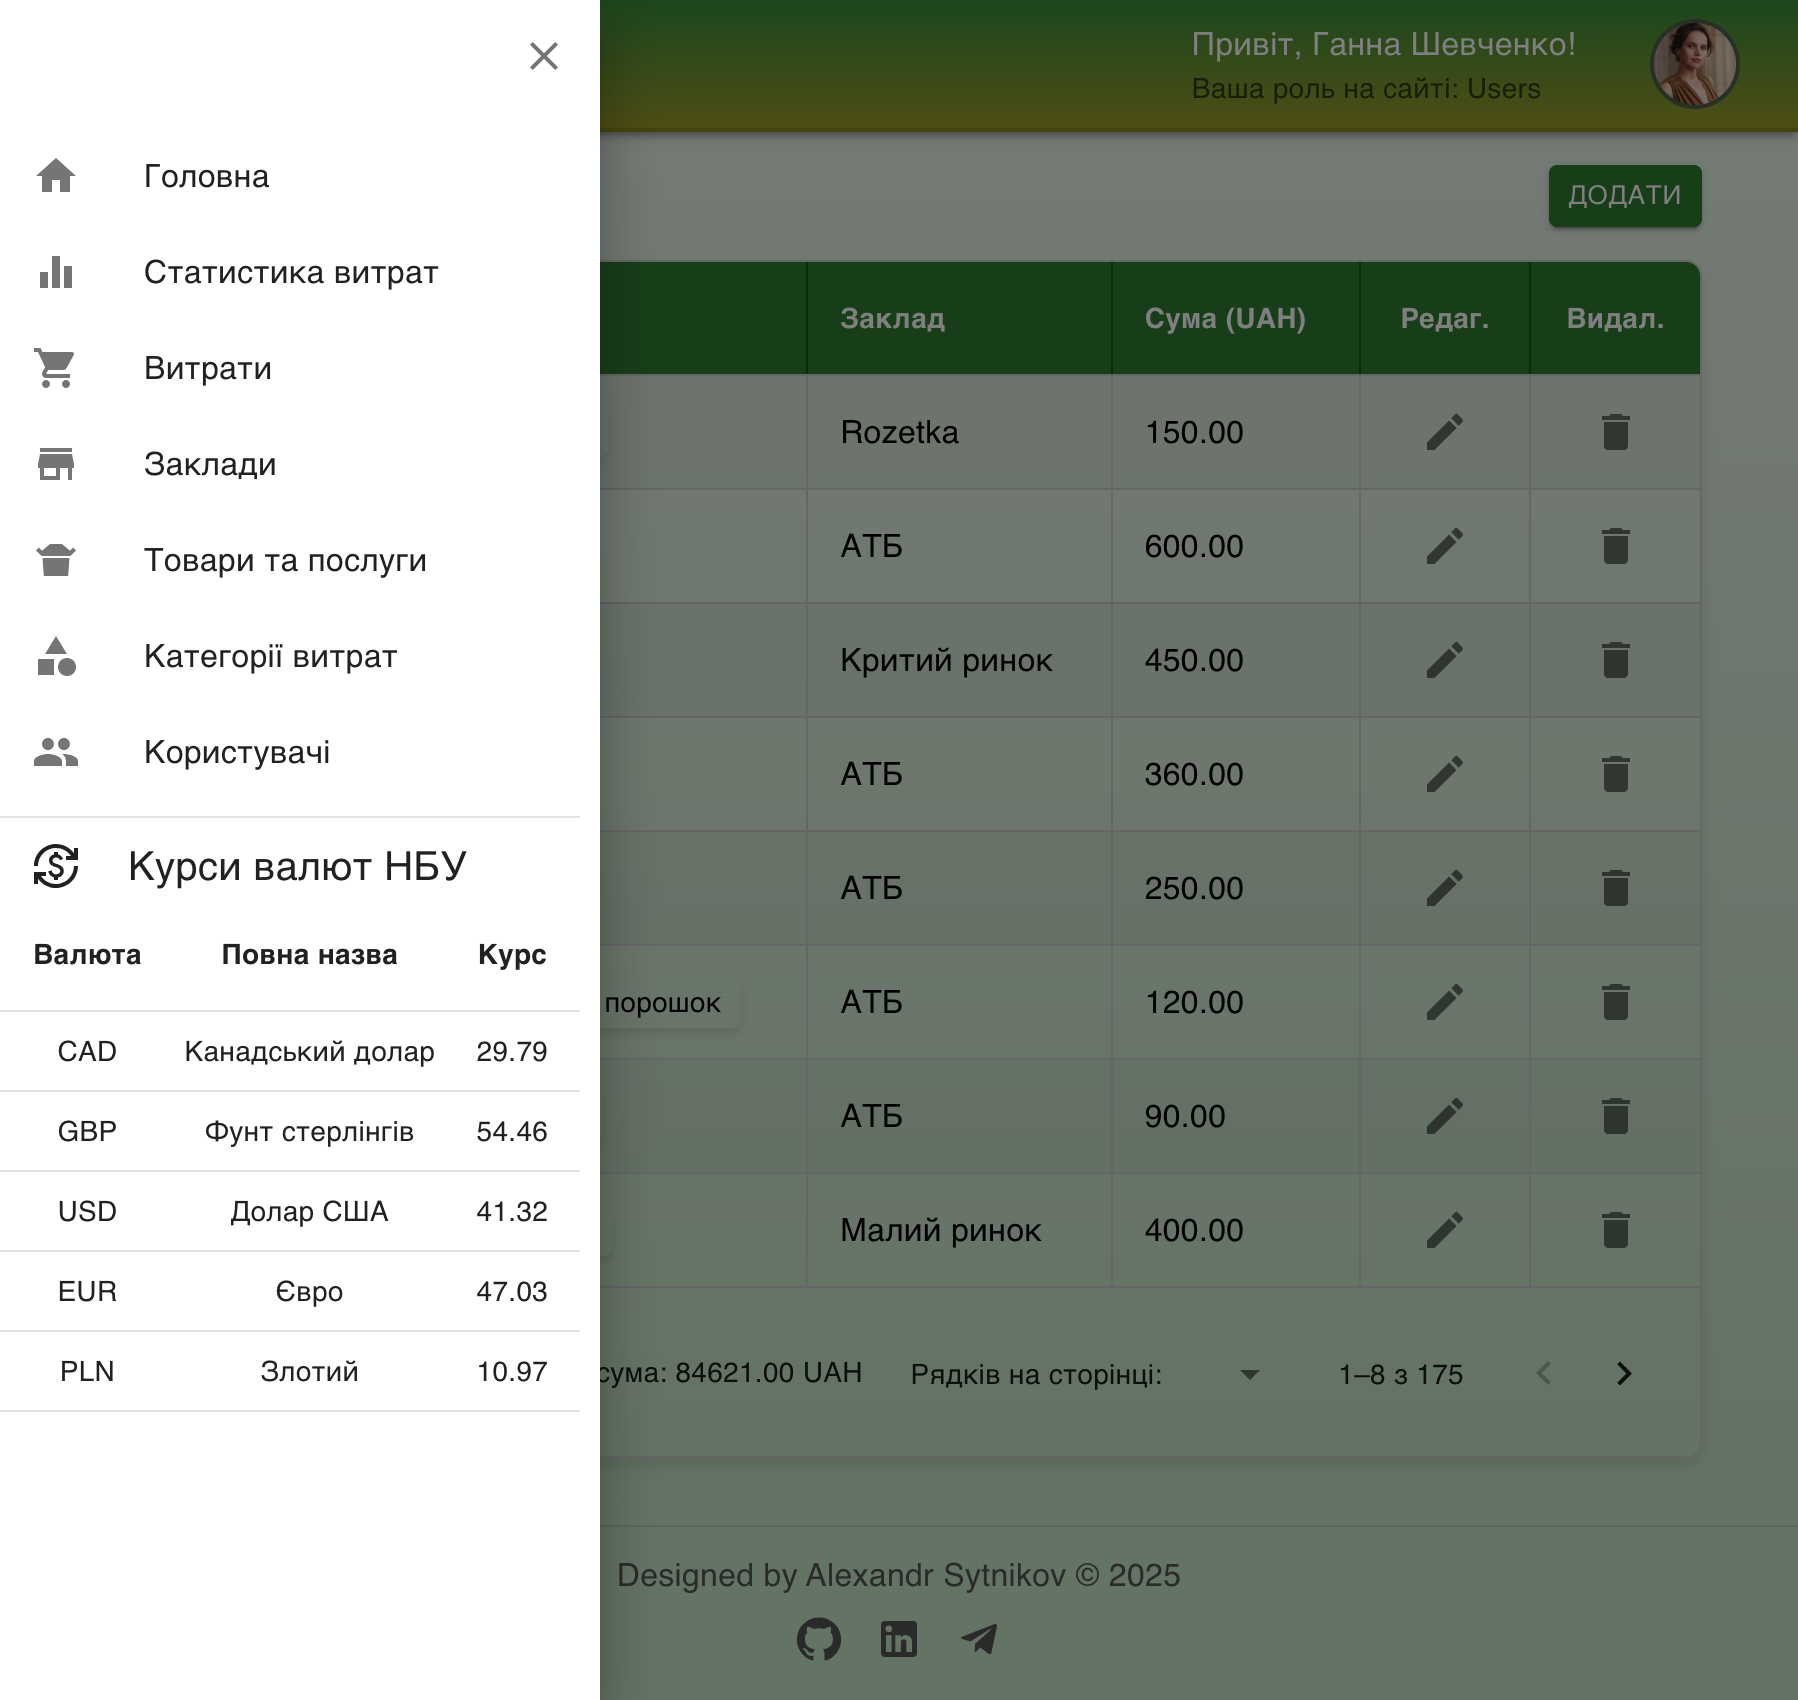 Головна
Статистика витрат
Витрати
Заклади
Товари та послуги
Категорії витрат
Користувачі
Курси валют НБУ
Валюта Повна назва Курс
CAD Канадський долар 29.79
GBP Фунт стерлінгів 54.46
USD Долар США 41.32
EUR Євро 47.03
PLN Злотий 10.97
Привіт, Ганна Шевченко!
Ваша роль на сайті: Users
ДОДАТИ
Заклад Сума (UAH) Редаг. Видал.
Rozetka 150.00
АТБ 600.00
Критий ринок 450.00
АТБ 360.00
АТБ 250.00
порошок АТБ 120.00
АТБ 90.00
Малий ринок 400.00
сума: 84621.00 UAH Рядків на сторінці: 1–8 з 175
Designed by Alexandr Sytnikov © 2025